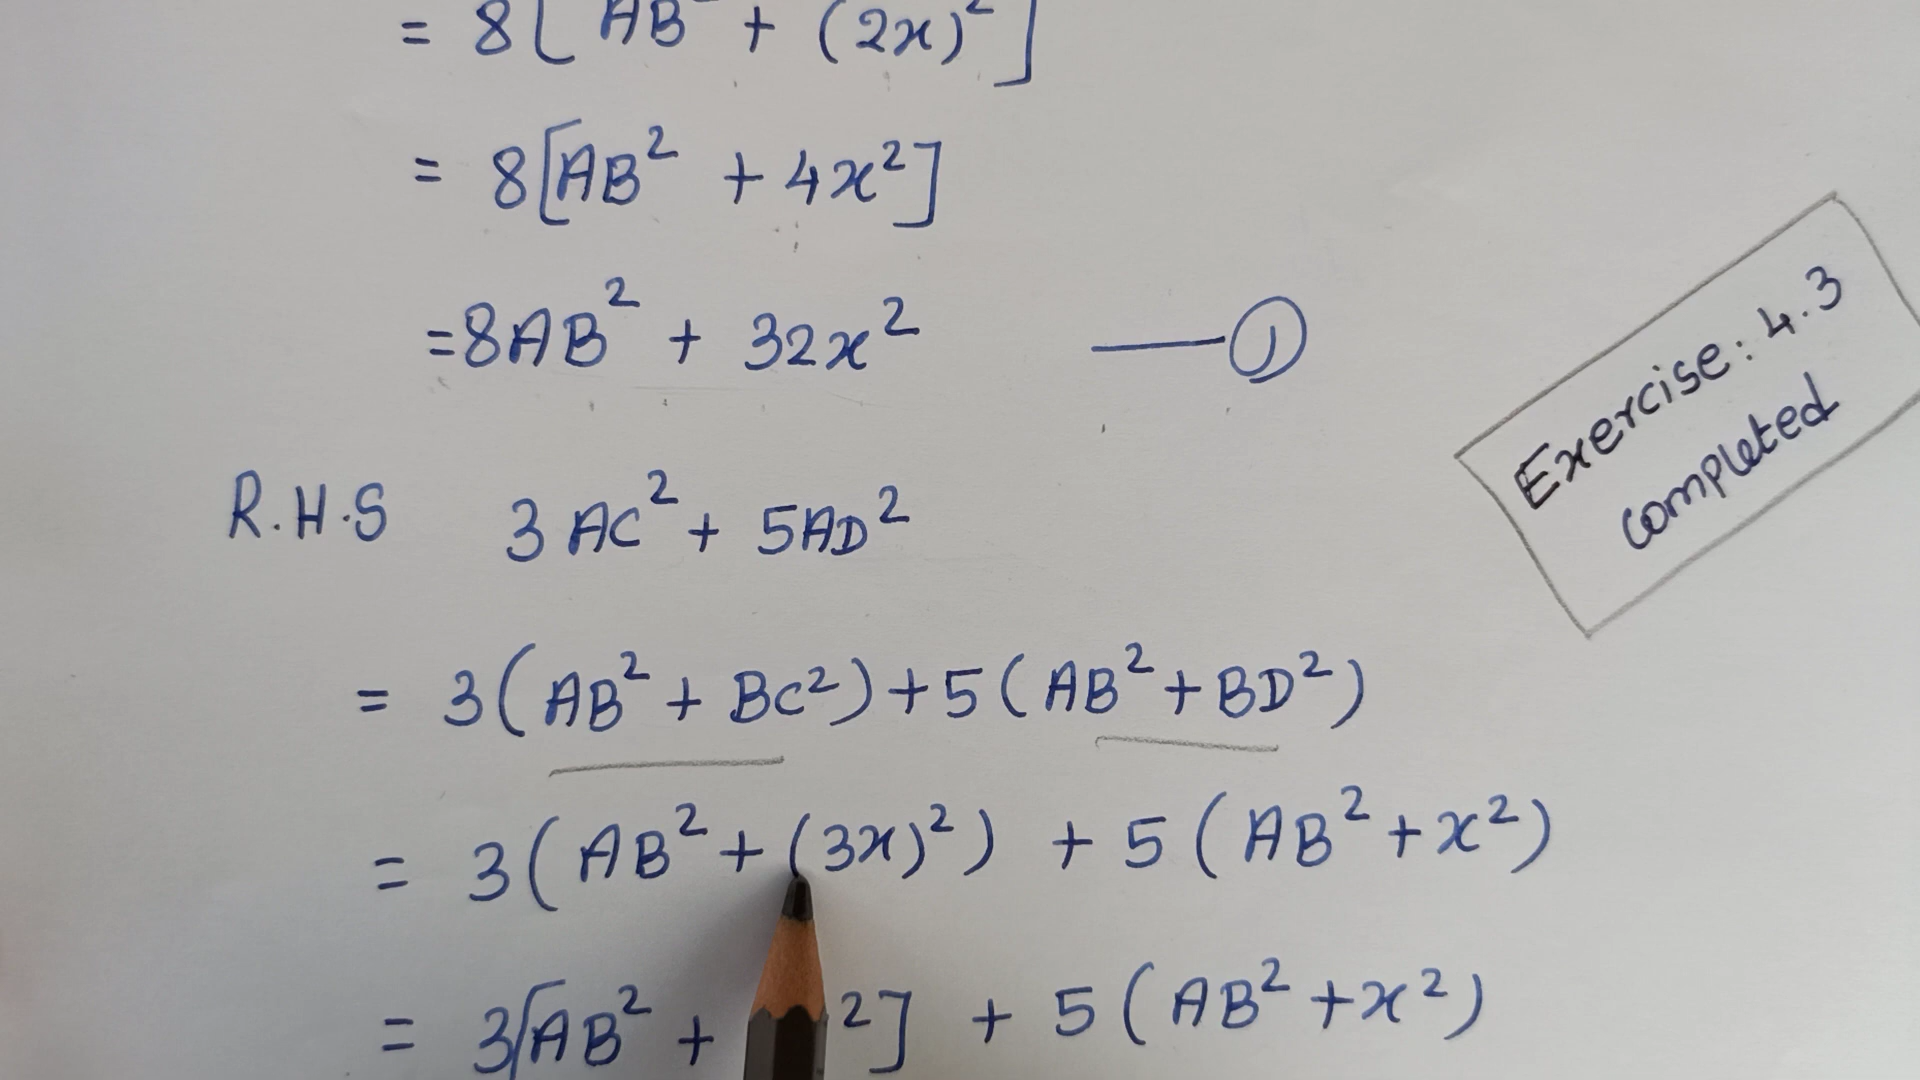 = 8[AB² + (2x)²]
= 8[AB² + 4x²]
=8AB² + 32x² —①
Exercise: 4.3
completed
R.H.S 3AC² + 5AD²
= 3(AB² + BC²)+5(AB²+BD²)
= 3(AB²+(3x)²) + 5(AB²+x²)
= 3[AB² + ²] + 5(AB²+x²)